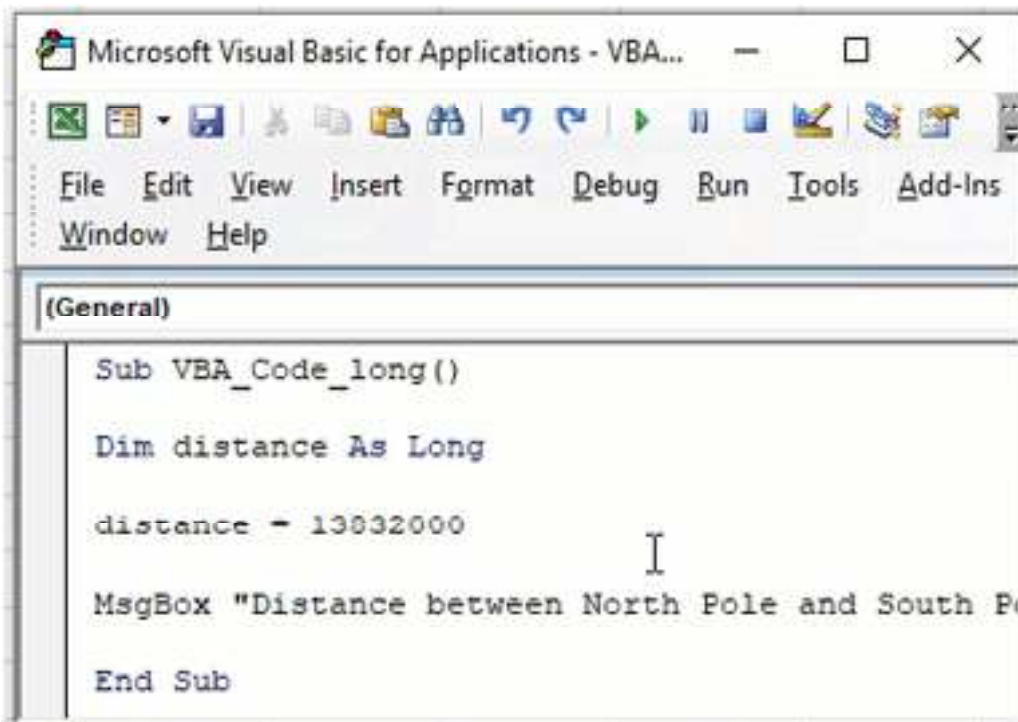 Microsoft Visual Basic for Applications - VBA...
File Edit View Insert Format Debug Run Tools Add-Ins
Window Help
(General)
Sub VBA_Code_long()
Dim distance As Long
distance = 13832000
MsgBox "Distance between North Pole and South Po
End Sub